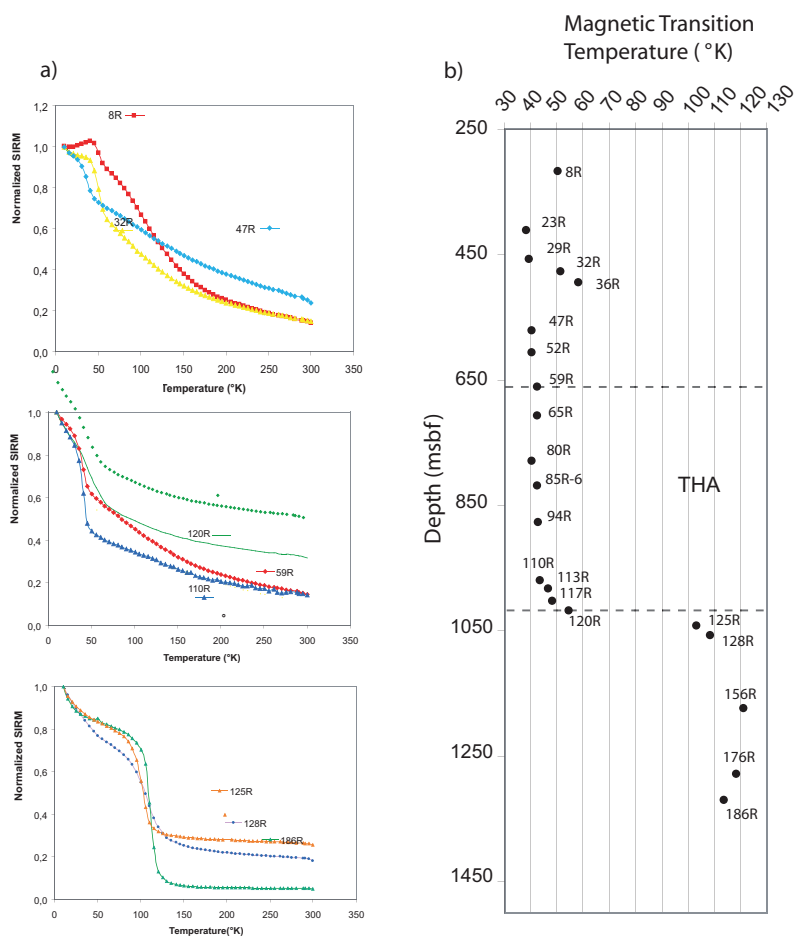 Magnetic Transition
Temperature ( °K)
a)
b)
30 40 50 60 70 80 90 100 110 120 130
1,2
1,0
0,8
0,6
0,4
0,2
0,0
Normalized SIRM
8R
32R
47R
0 50 100 150 200 250 300 350
Temperature (°K)
1,0
0,8
0,6
0,4
0,2
0,0
Normalized SIRM
120R
59R
110R
0 50 100 150 200 250 300 350
Temperature (°K)
1,0
0,8
0,6
0,4
0,2
0,0
Normalized SIRM
125R
128R
186R
0 50 100 150 200 250 300 350
Temperature(°K)
250
450
650
850
1050
1250
1450
Depth (msbf)
8R
23R
29R
32R
36R
47R
52R
59R
65R
80R
85R-6
THA
94R
110R
113R
117R
120R
125R
128R
156R
176R
186R